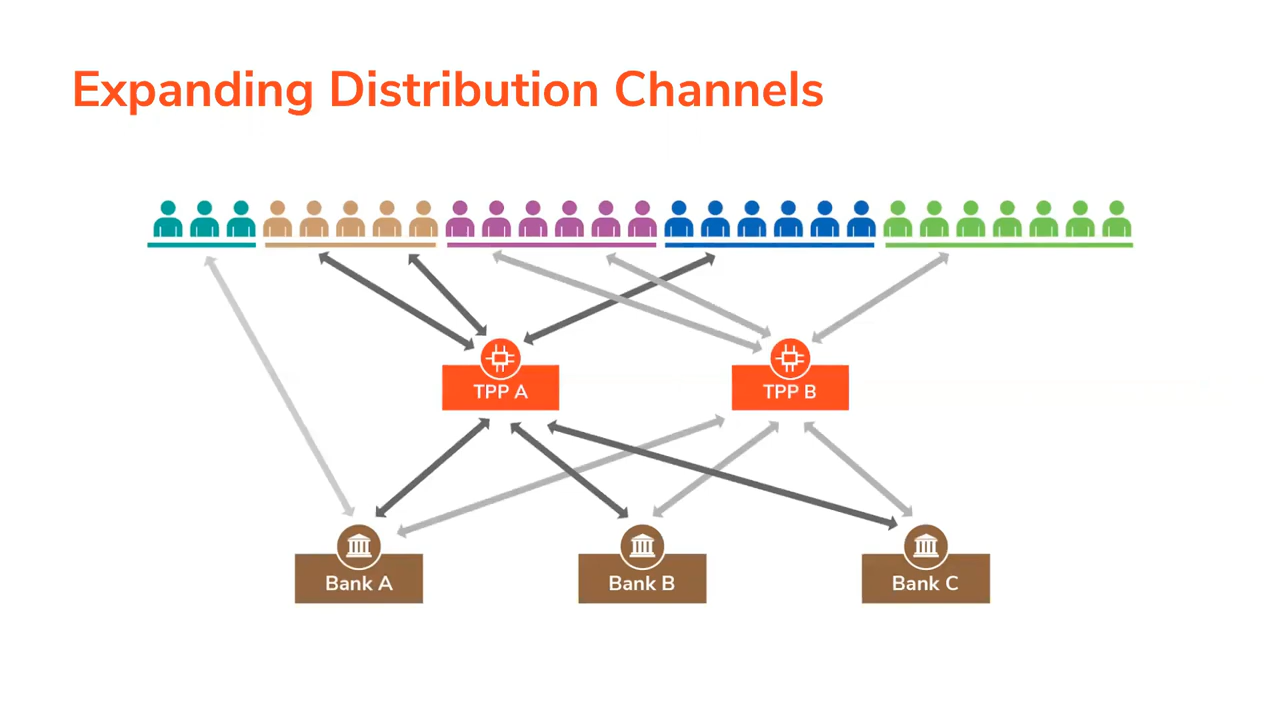 Expanding Distribution Channels
TPP A
TPP B
Bank A
Bank B
Bank C